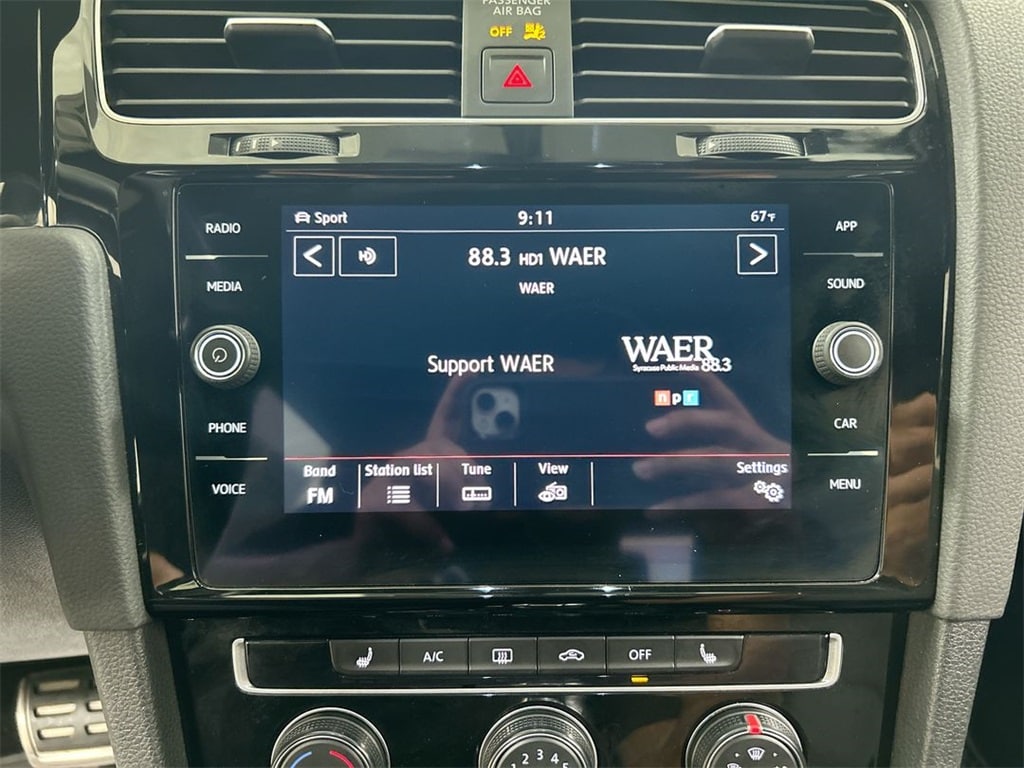 PASSENGER
AIR BAG
OFF
RADIO
MEDIA
PHONE
VOICE
Sport 9:11 67°F
< HD 88.3 HD1 WAER >
WAER
Support WAER
WAER 88.3
Syracuse Public Media
npr
Band Station list Tune View Settings
FM
APP
SOUND
CAR
MENU
A/C OFF
1 2 3 4 5